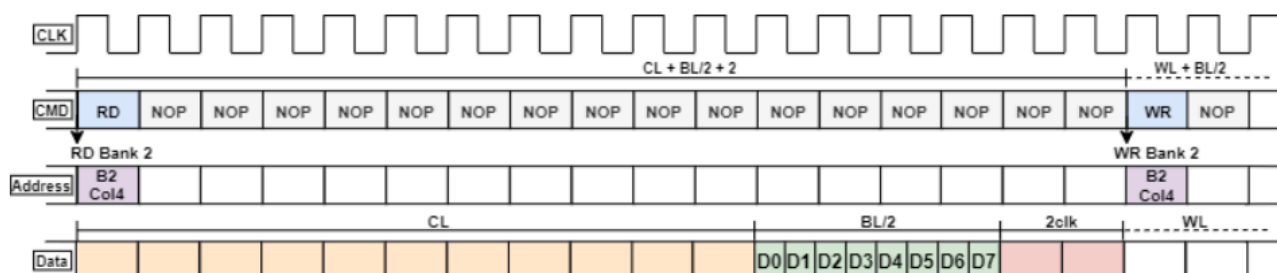 CLK
CL + BL/2 + 2 WL + BL/2
CMD RD NOP NOP NOP NOP NOP NOP NOP NOP NOP NOP NOP NOP NOP NOP NOP NOP WR NOP
RD Bank 2 WR Bank 2
Address B2 B2
Col4 Col4
CL BL/2 2clk WL
Data D0 D1 D2 D3 D4 D5 D6 D7